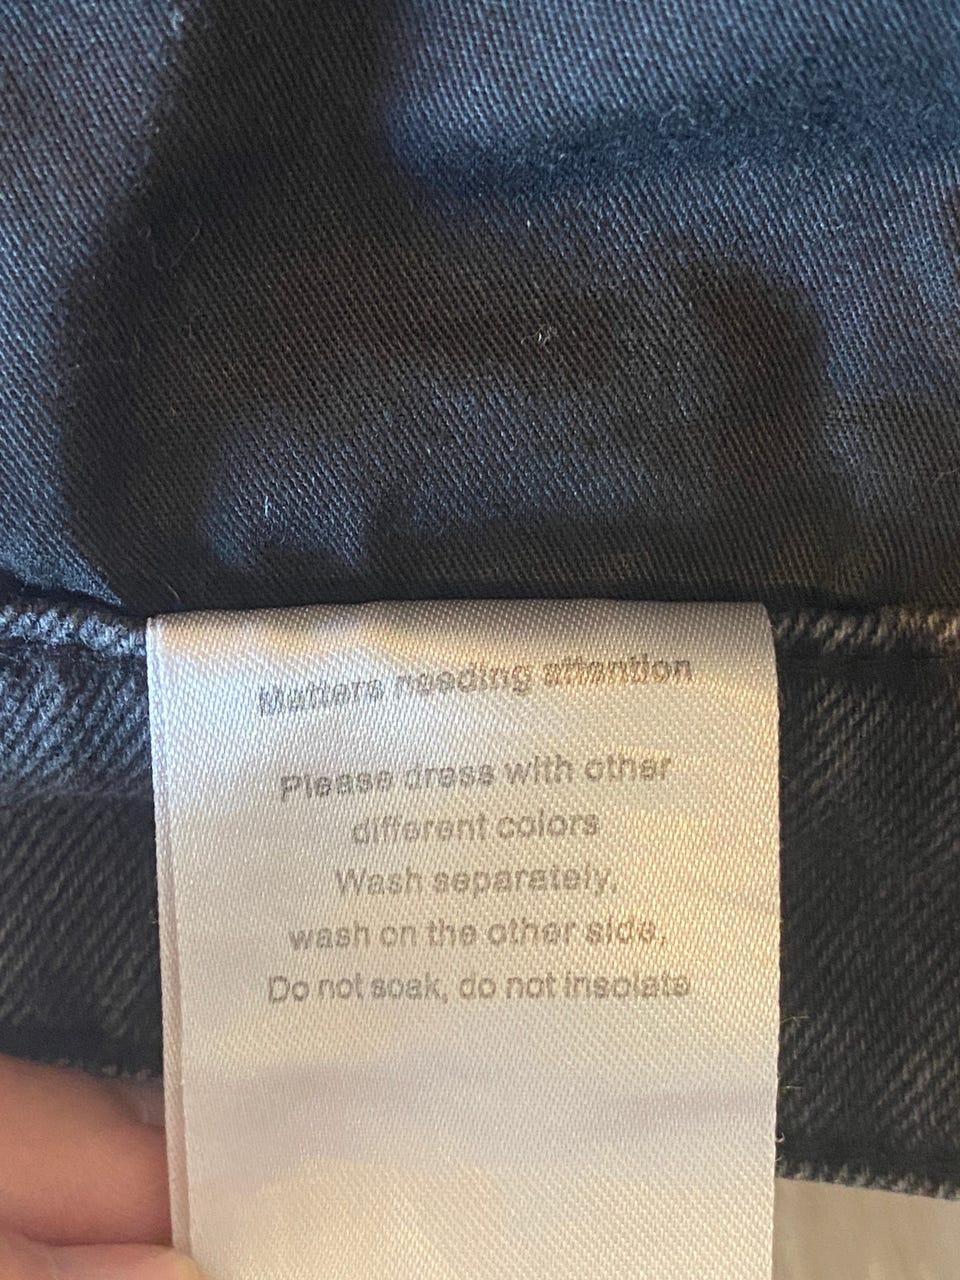 Matters needing attention
Please dress with other
different colors
Wash separately,
wash on the other side,
Do not soak, do not insolate